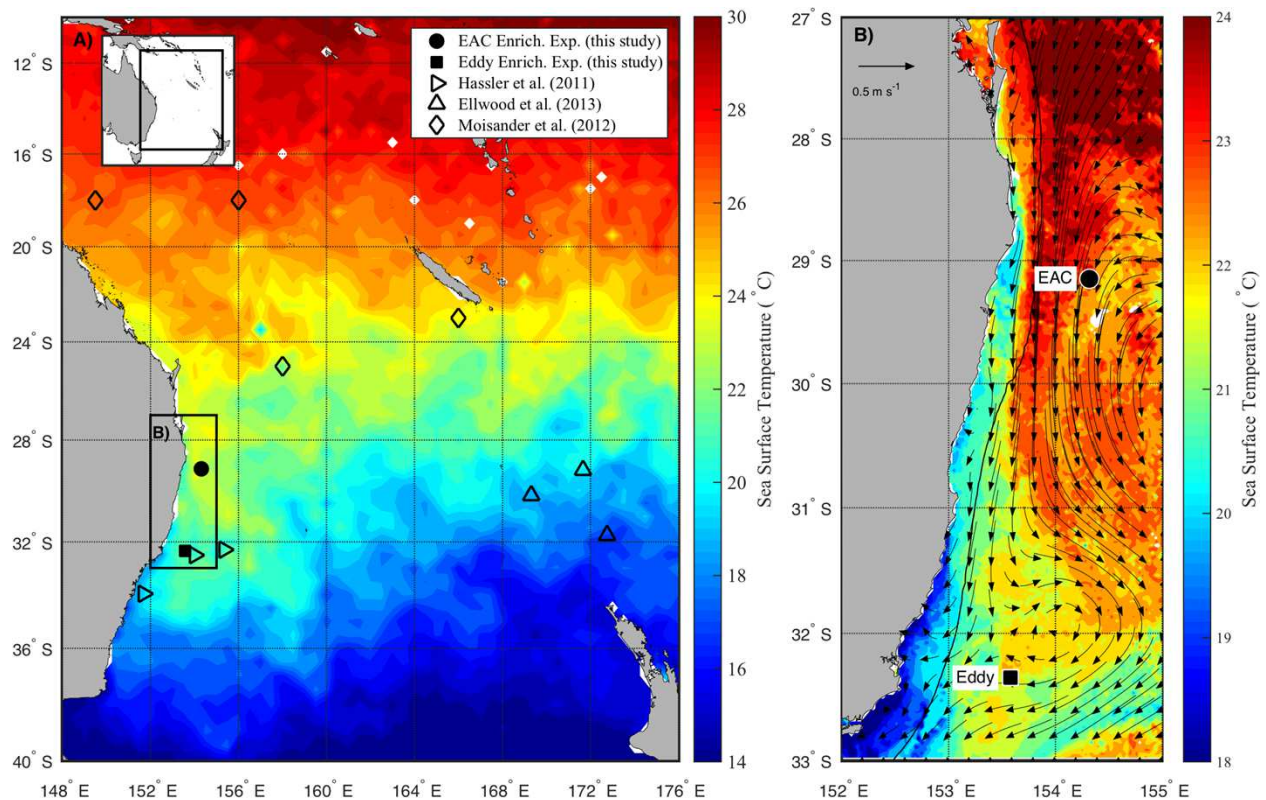 A)
EAC Enrich. Exp. (this study)
Eddy Enrich. Exp. (this study)
Hassler et al. (2011)
Ellwood et al. (2013)
Moisander et al. (2012)
B)
12° S
16° S
20° S
24° S
28° S
32° S
36° S
40° S
148° E
152° E
156° E
160° E
164° E
168° E
172° E
176° E
30
28
26
24
22
20
18
16
14
Sea Surface Temperature (°C)
B)
0.5 m s-1
EAC
Eddy
27° S
28° S
29° S
30° S
31° S
32° S
33° S
152° E
153° E
154° E
155° E
24
23
22
21
20
19
18
Sea Surface Temperature (°C)